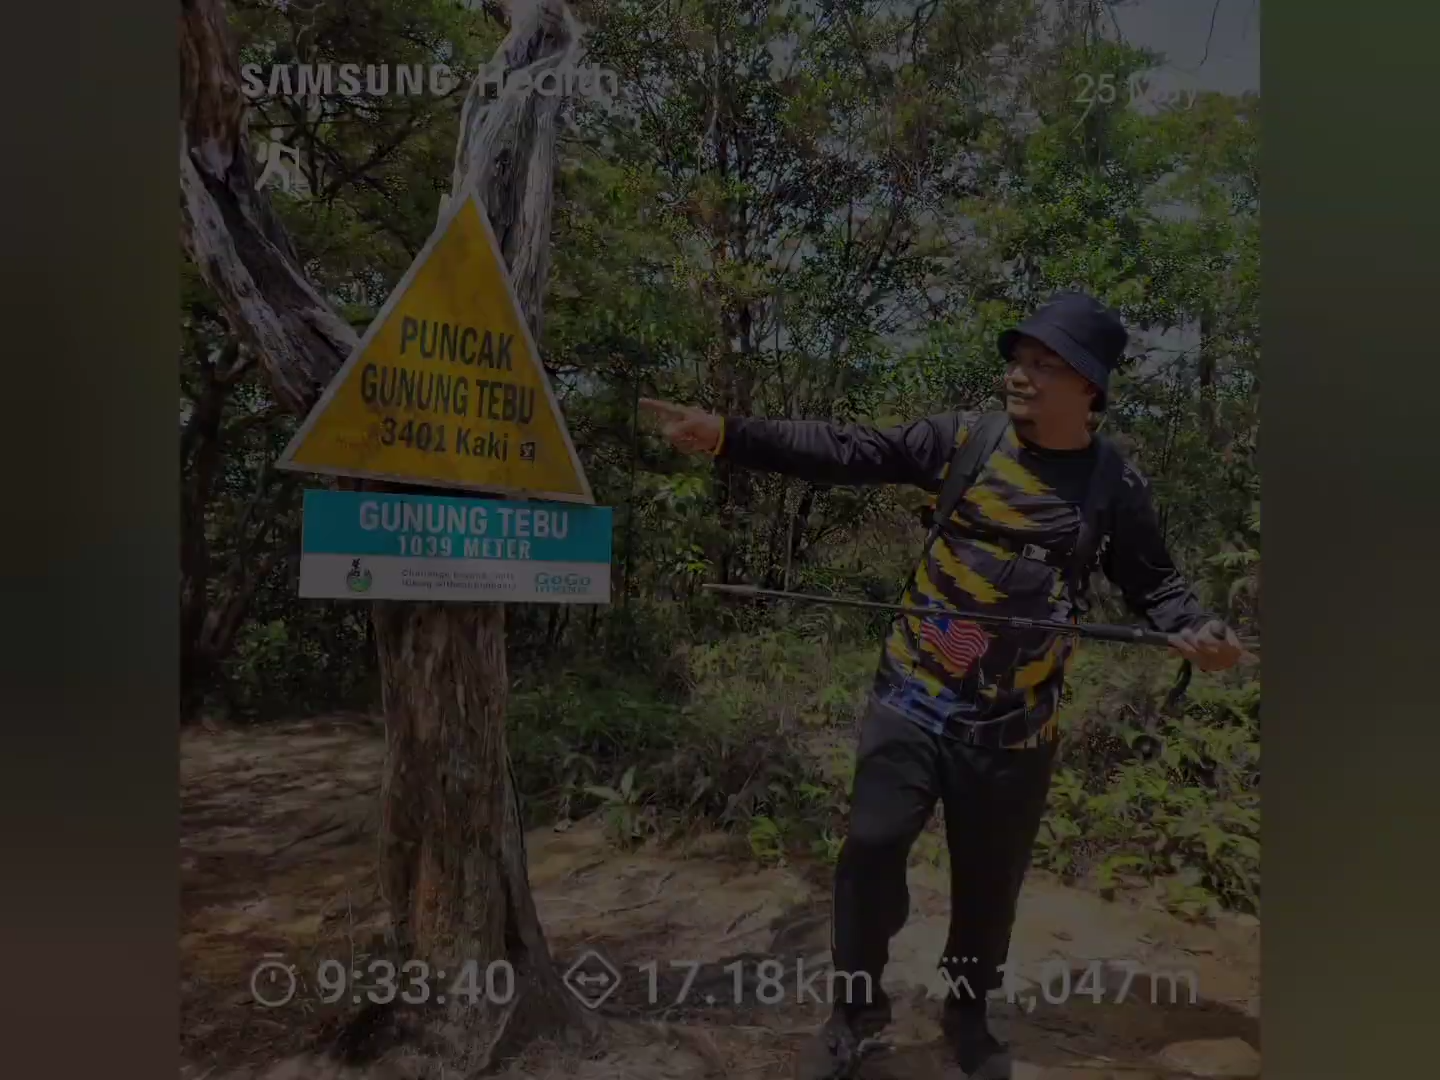 SAMSUNG Health
25 May
PUNCAK
GUNUNG TEBU
3401 Kaki
GUNUNG TEBU
1039 METER
GoGo
9:33:40 17.18 km 1,047 m